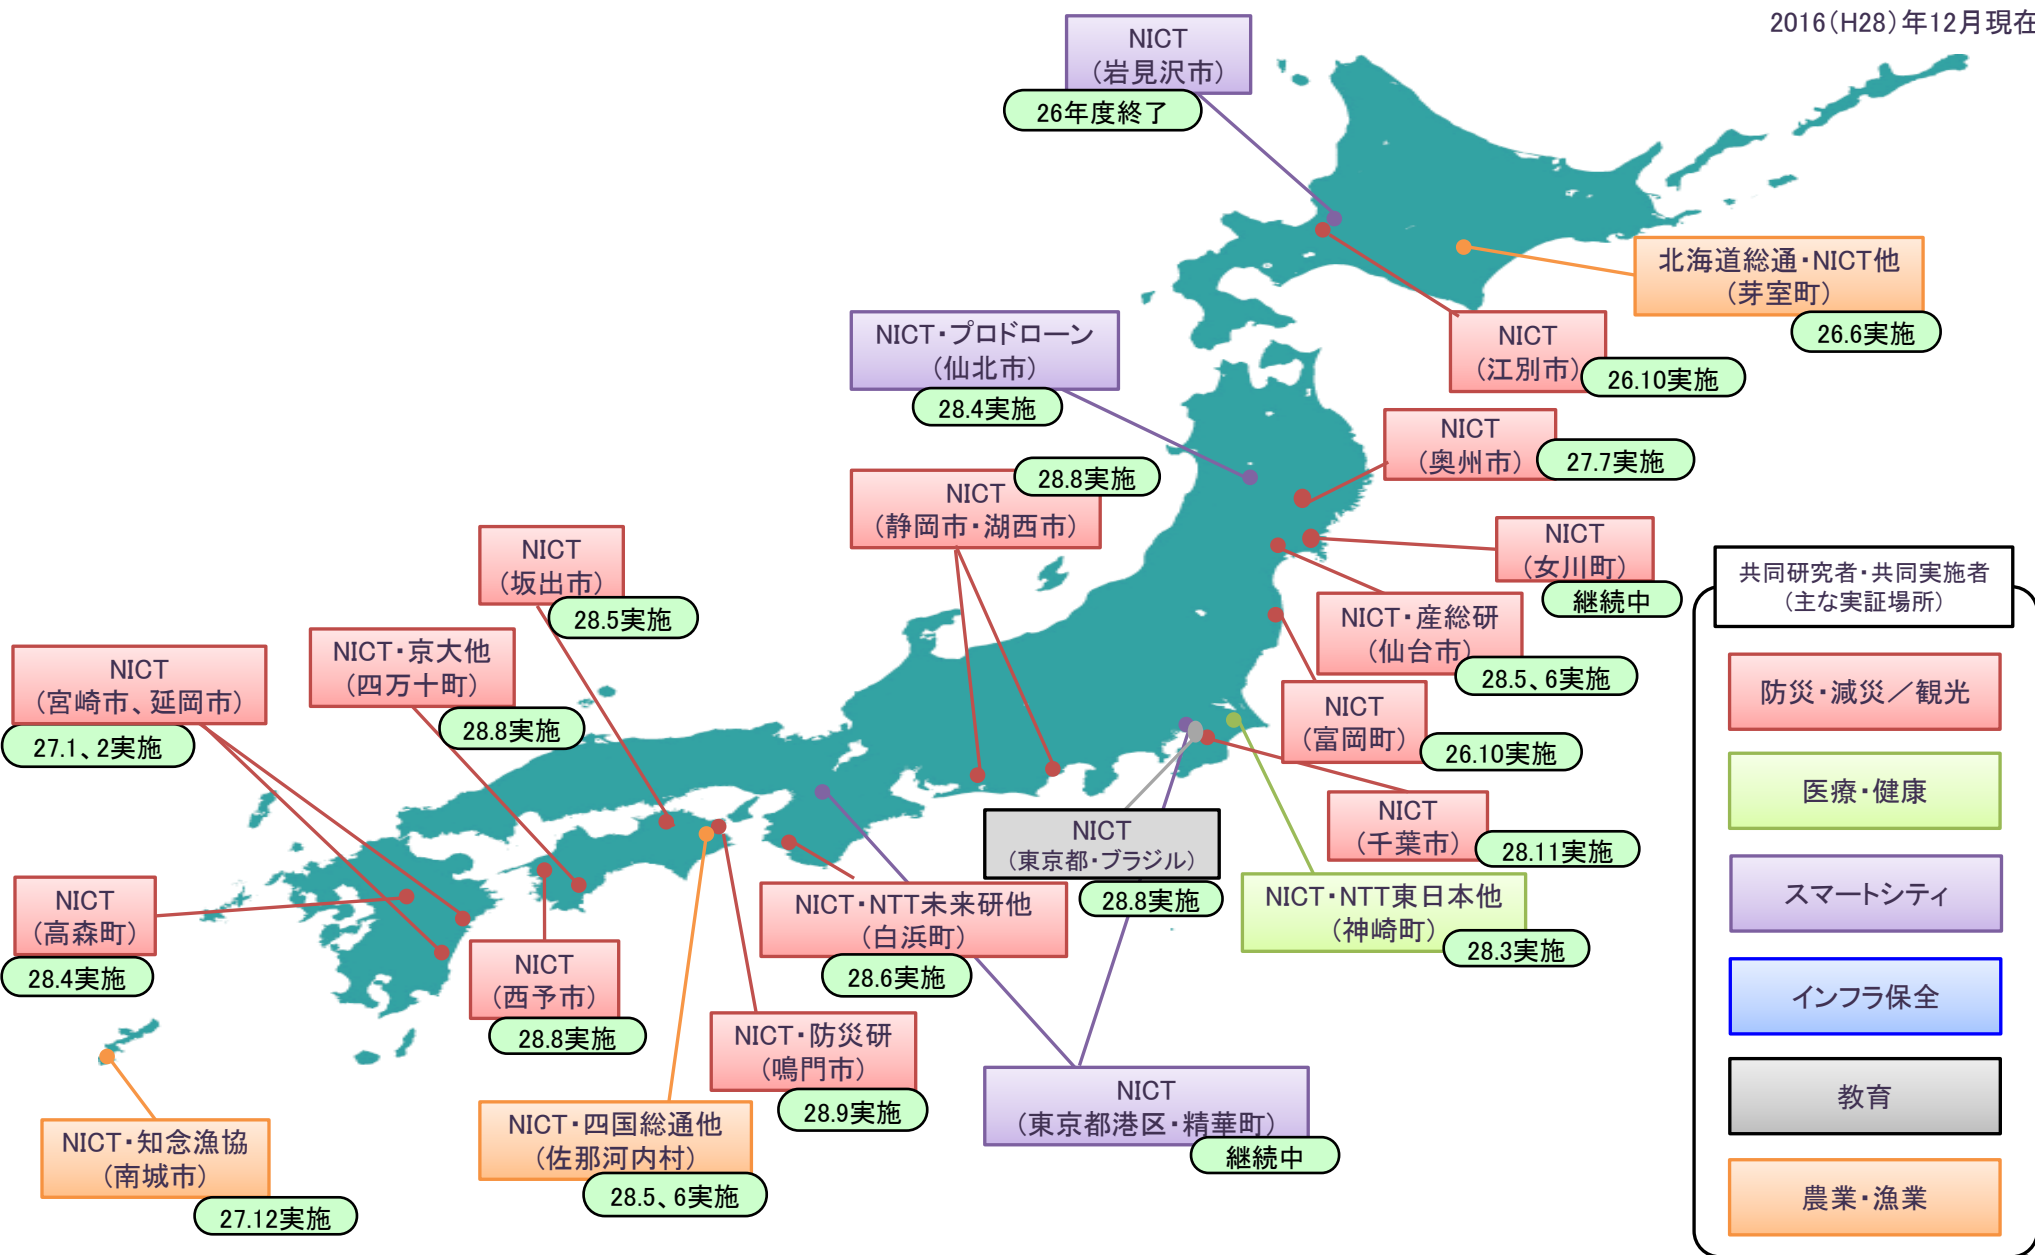 2016(H28)年12月現在
NICT
(岩見沢市)
26年度終了
北海道総通・NICT他
(芽室町)
26.6実施
NICT
(江別市)
26.10実施
NICT・プロドローン
(仙北市)
28.4実施
NICT
(奥州市)
27.7実施
28.8実施
NICT
(静岡市・湖西市)
NICT
(女川町)
継続中
NICT
(坂出市)
28.5実施
NICT・産総研
(仙台市)
28.5、6実施
NICT・京大他
(四万十町)
28.8実施
NICT
(宮崎市、延岡市)
27.1、2実施
NICT
(富岡町)
26.10実施
NICT
(千葉市)
28.11実施
NICT
(東京都・ブラジル)
28.8実施
NICT・NTT東日本他
(神崎町)
28.3実施
NICT
(高森町)
28.4実施
NICT・NTT未来研他
(白浜町)
28.6実施
NICT
(西予市)
28.8実施
NICT・防災研
(鳴門市)
28.9実施
NICT
(東京都港区・精華町)
継続中
NICT・四国総通他
(佐那河内村)
28.5、6実施
NICT・知念漁協
(南城市)
27.12実施
共同研究者・共同実施者
(主な実証場所)
防災・減災／観光
医療・健康
スマートシティ
インフラ保全
教育
農業・漁業